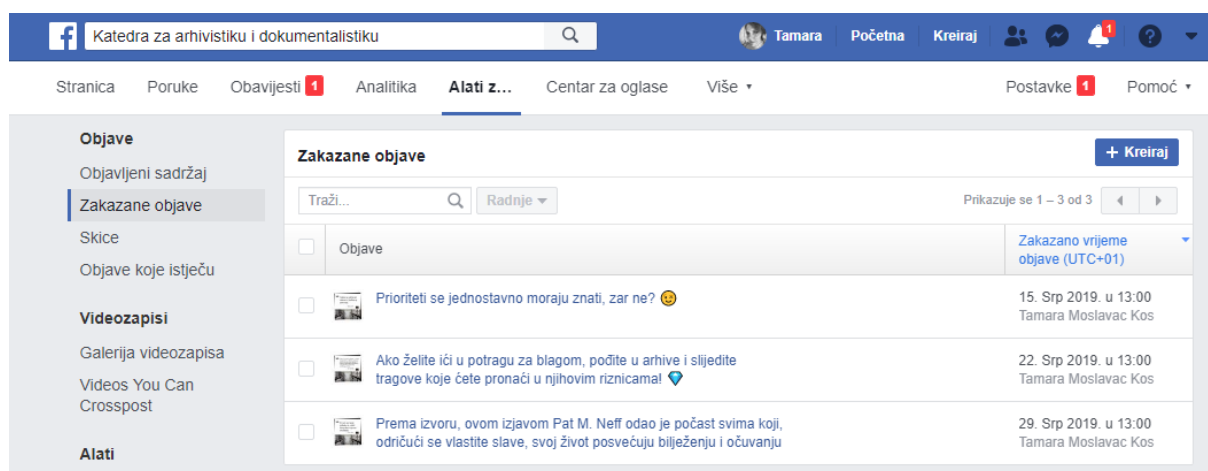 Katedra za arhivistiku i dokumentalistiku
Tamara Početna Kreiraj 1
Stranica Poruke Obavijesti 1 Analitika Alati z... Centar za oglase Više Postavke 1 Pomoć
Objave
Objavljeni sadržaj
Zakazane objave
Skice
Objave koje istječu
Videozapisi
Galerija videozapisa
Videos You Can
Crosspost
Alati
Zakazane objave + Kreiraj
Traži... Radnje Prikazuje se 1 – 3 od 3
Objave Zakazano vrijeme
objave (UTC+01)
Prioriteti se jednostavno moraju znati, zar ne? 😉 15. Srp 2019. u 13:00
Tamara Moslavac Kos
Ako želite ići u potragu za blagom, pođite u arhive i slijedite 22. Srp 2019. u 13:00
tragove koje ćete pronaći u njihovim riznicama! 💎 Tamara Moslavac Kos
Prema izvoru, ovom izjavom Pat M. Neff odao je počast svima koji, 29. Srp 2019. u 13:00
odričući se vlastite slave, svoj život posvećuju bilježenju i očuvanju Tamara Moslavac Kos